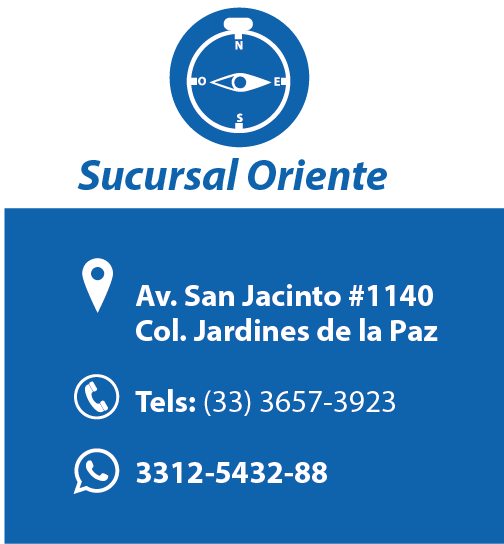 N
O E
S
Sucursal Oriente
Av. San Jacinto #1140
Col. Jardines de la Paz
Tels: (33) 3657-3923
3312-5432-88